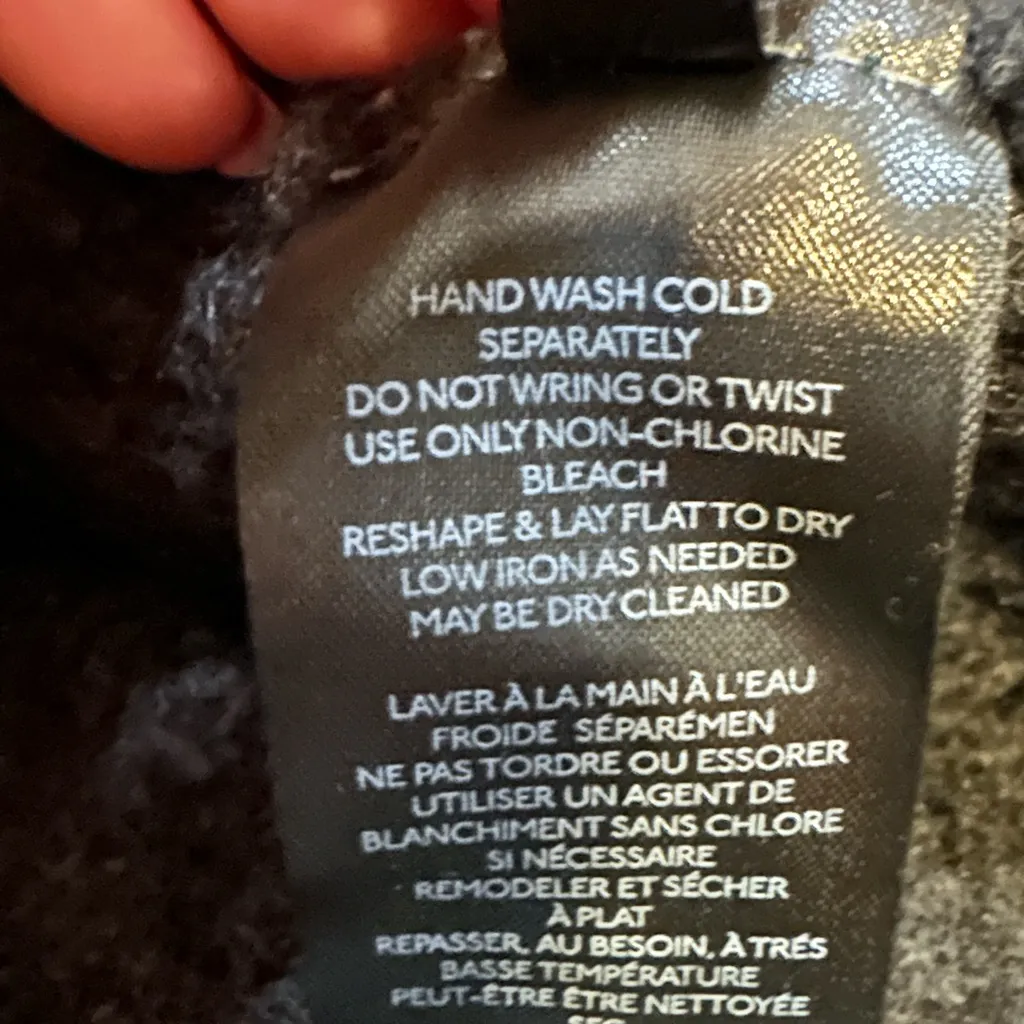 HAND WASH COLD
SEPARATELY
DO NOT WRING OR TWIST
USE ONLY NON-CHLORINE
BLEACH
RESHAPE & LAY FLAT TO DRY
LOW IRON AS NEEDED
MAY BE DRY CLEANED
LAVER À LA MAIN À L'EAU
FROIDE SÉPARÉMEN
NE PAS TORDRE OU ESSORER
UTILISER UN AGENT DE
BLANCHIMENT SANS CHLORE
SI NÉCESSAIRE
REMODELER ET SÉCHER
À PLAT
REPASSER, AU BESOIN, À TRÉS
BASSE TEMPÉRATURE
PEUT-ÊTRE ÊTRE NETTOYÉE
SEC